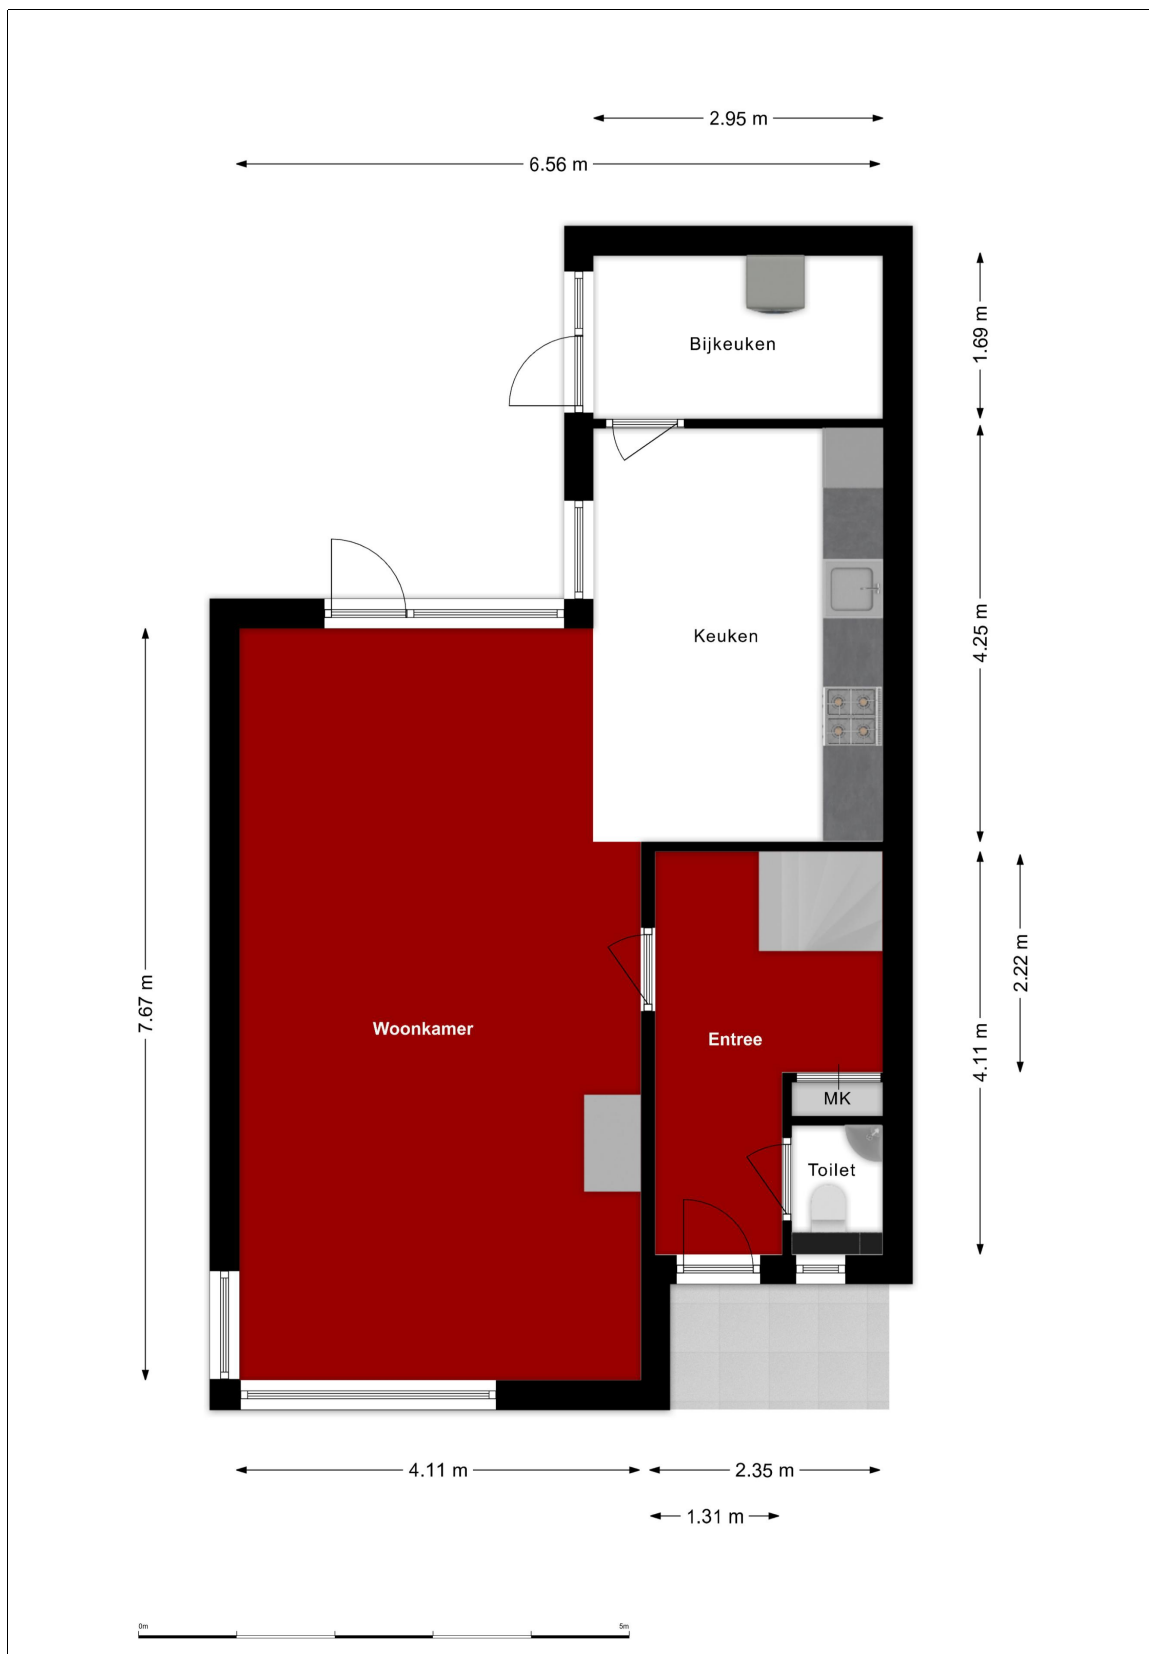 2.95 m
6.56 m
Bijkeuken
1.69 m
Keuken
4.25 m
7.67 m
Woonkamer
Entree
2.22 m
4.11 m
MK
Toilet
4.11 m
2.35 m
1.31 m
0m
5m